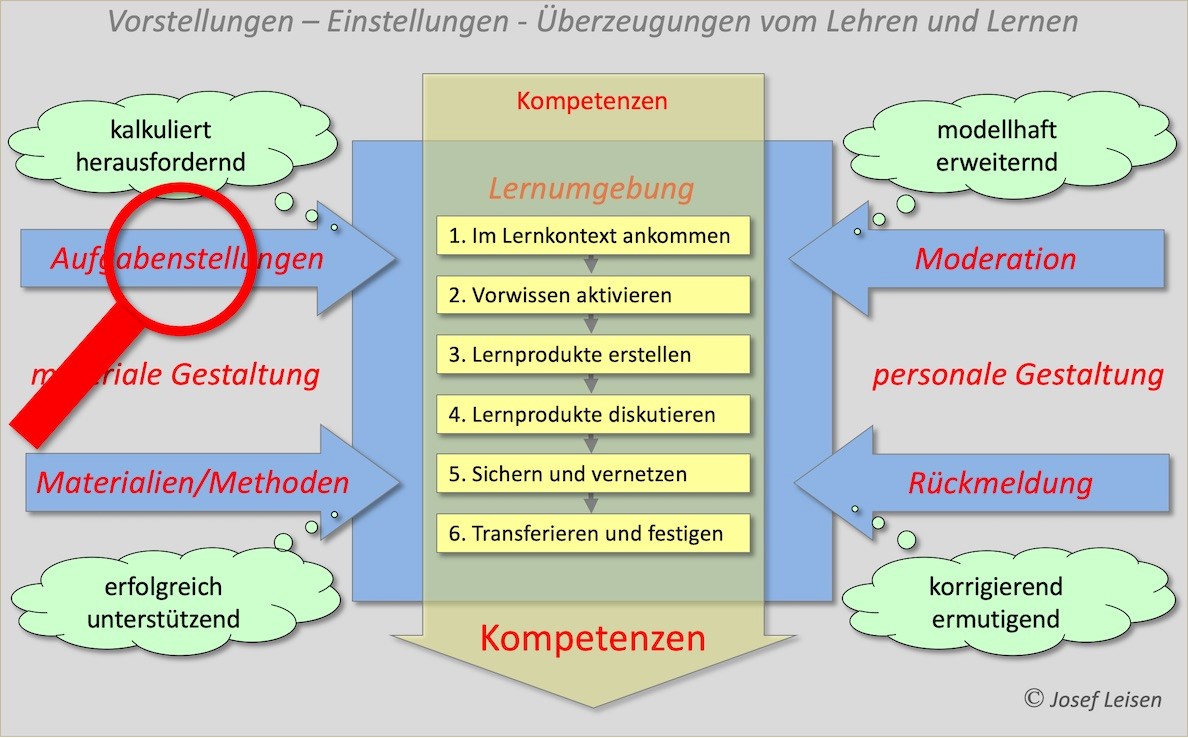 Vorstellungen – Einstellungen - Überzeugungen vom Lehren und Lernen
Kompetenzen
kalkuliert
herausfordernd
modellhaft
erweiternd
Lernumgebung
Aufgabenstellungen
Moderation
1. Im Lernkontext ankommen
2. Vorwissen aktivieren
3. Lernprodukte erstellen
4. Lernprodukte diskutieren
5. Sichern und vernetzen
6. Transferieren und festigen
materiale Gestaltung
personale Gestaltung
Materialien/Methoden
Rückmeldung
erfolgreich
unterstützend
korrigierend
ermutigend
Kompetenzen
© Josef Leisen